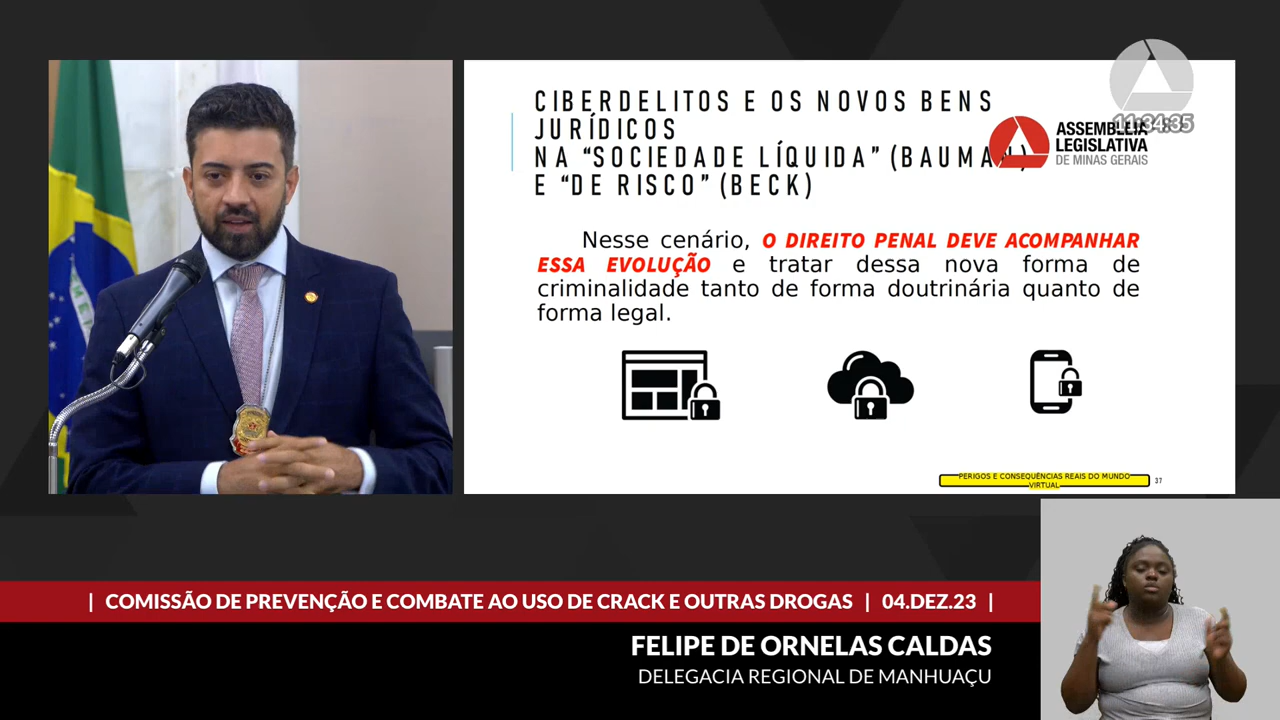 CIBERDELITOS E OS NOVOS BENS
JURÍDICOS
NA “SOCIEDADE LÍQUIDA” (BAUMAN)
E “DE RISCO” (BECK)
11:34:35
ASSEMBLEIA
LEGISLATIVA
DE MINAS GERAIS
Nesse cenário, O DIREITO PENAL DEVE ACOMPANHAR
ESSA EVOLUÇÃO e tratar dessa nova forma de
criminalidade tanto de forma doutrinária quanto de
forma legal.
PERIGOS E CONSEQUÊNCIAS REAIS DO MUNDO
VIRTUAL
37
| COMISSÃO DE PREVENÇÃO E COMBATE AO USO DE CRACK E OUTRAS DROGAS | 04.DEZ.23 |
FELIPE DE ORNELAS CALDAS
DELEGACIA REGIONAL DE MANHUAÇU